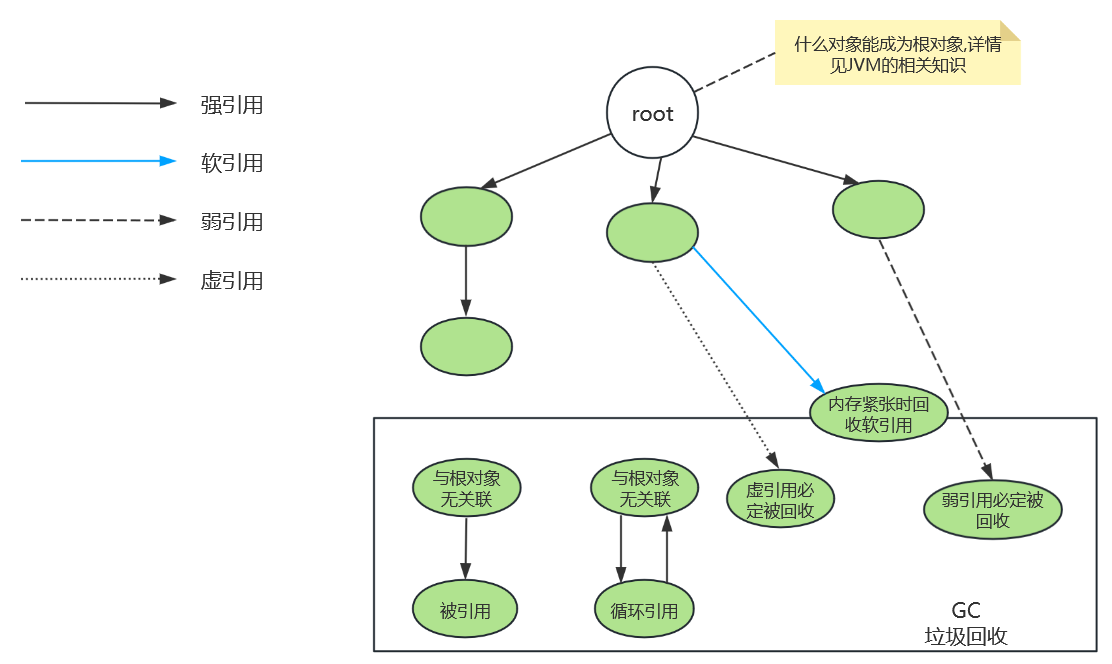 什么对象能成为根对象,详情
见JVM的相关知识
root
强引用
软引用
弱引用
虚引用
内存紧张时回
收软引用
与根对象
无关联
与根对象
无关联
虚引用必
定被回收
弱引用必定被
回收
被引用
循环引用
GC
垃圾回收